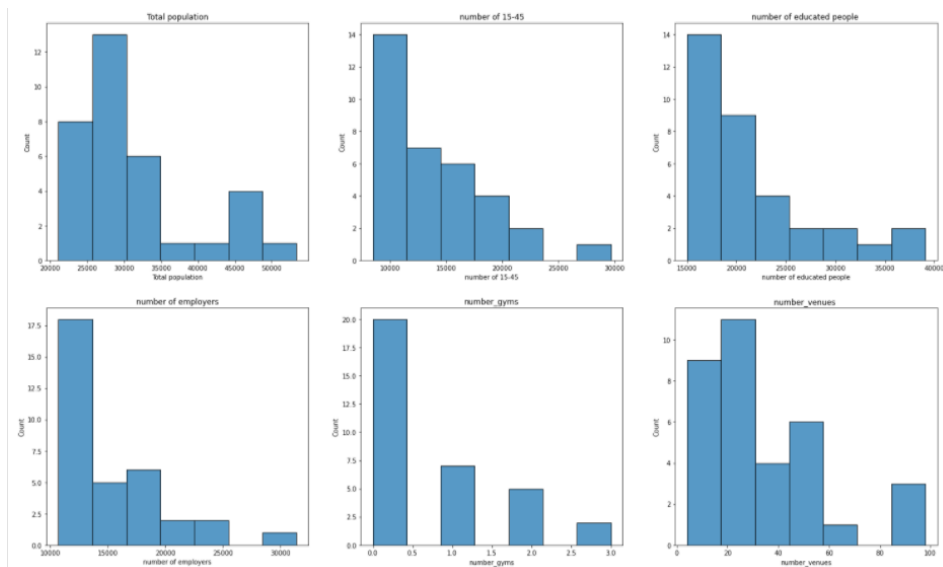 Total population
12
10
8
6
4
2
0
Count
20000 25000 30000 35000 40000 45000 50000
Total population
number of 15-45
14
12
10
8
6
4
2
0
Count
10000 15000 20000 25000 30000
number of 15-45
number of educated people
14
12
10
8
6
4
2
0
Count
15000 20000 25000 30000 35000 40000
number of educated people
number of employers
17.5
15.0
12.5
10.0
7.5
5.0
2.5
0.0
Count
10000 15000 20000 25000 30000
number of employers
number_gyms
20.0
17.5
15.0
12.5
10.0
7.5
5.0
2.5
0.0
Count
0.0 0.5 1.0 1.5 2.0 2.5 3.0
number_gyms
number_venues
10
8
6
4
2
0
Count
0 20 40 60 80 100
number_venues